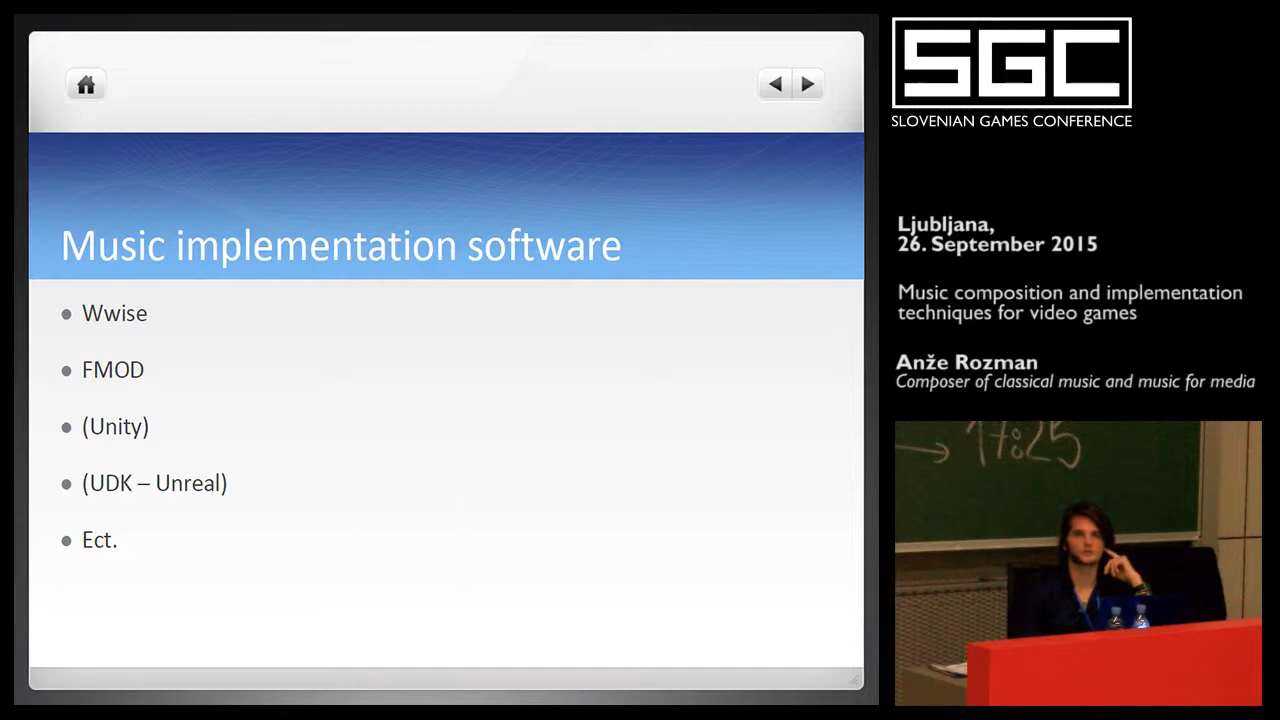 Music implementation software
Wwise
FMOD
(Unity)
(UDK – Unreal)
Ect.
SGC
SLOVENIAN GAMES CONFERENCE
Ljubljana,
26. September 2015
Music composition and implementation
techniques for video games
Anže Rozman
Composer of classical music and music for media
17:25